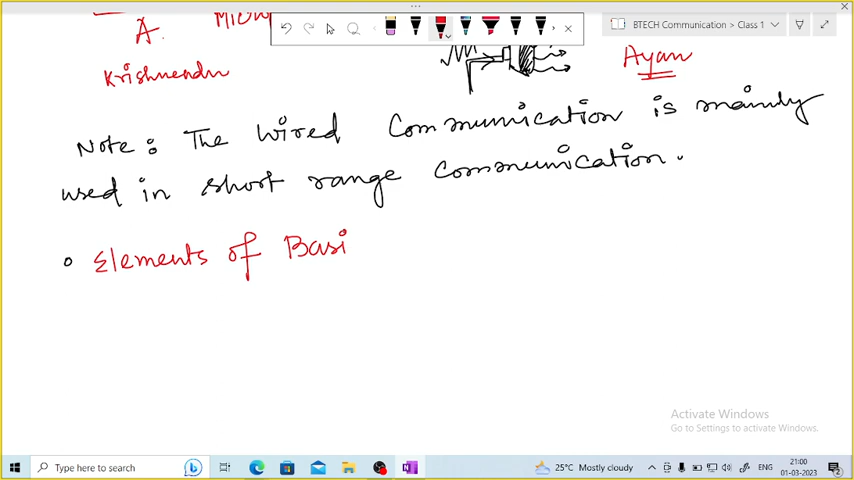 BTECH Communication > Class 1
A.
Krishnendu
Ayan
Note: The Wired Communication is mainly
used in short range communication.
Elements of Basi
Activate Windows
Go to Settings to activate Windows.
Type here to search
25°C Mostly cloudy
ENG
21:00
01-03-2023
2